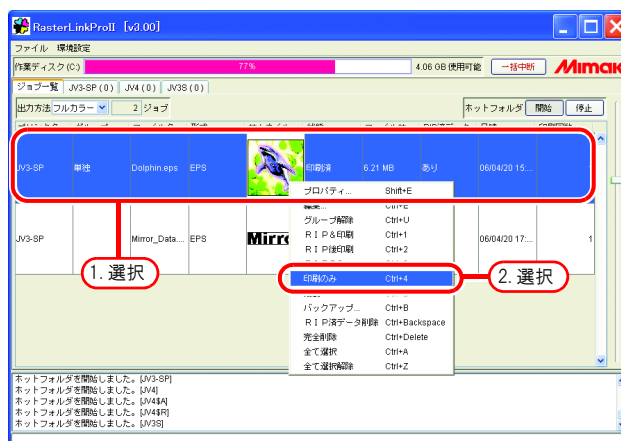 RasterLinkProII [v3.00]
ファイル 環境設定
作業ディスク(C:) 77% 4.06 GB 使用可能 一括中断 Mimaki
ジョブ一覧 JV3-SP(0) JV4(0) JV3S(0)
出力方法 フルカラー 2 ジョブ ホットフォルダ 開始 停止
JV3-SP 単独 Dolphin.eps EPS 印刷済 6.21 MB あり 06/04/20 15:...
プロパティ... Shift+E
グループ解除 Ctrl+U
RIP&印刷 Ctrl+1
JV3-SP Mirror_Data.... EPS Mirr 06/04/20 17:... 1
RIP後印刷 Ctrl+2
1. 選択
印刷のみ Ctrl+4
2. 選択
バックアップ... Ctrl+B
RIP済データ削除 Ctrl+Backspace
完全削除 Ctrl+Delete
全て選択 Ctrl+A
全て選択解除 Ctrl+Z
ホットフォルダを開始しました。[JV3-SP]
ホットフォルダを開始しました。[JV4]
ホットフォルダを開始しました。[JV4$A]
ホットフォルダを開始しました。[JV4$R]
ホットフォルダを開始しました。[JV3S]